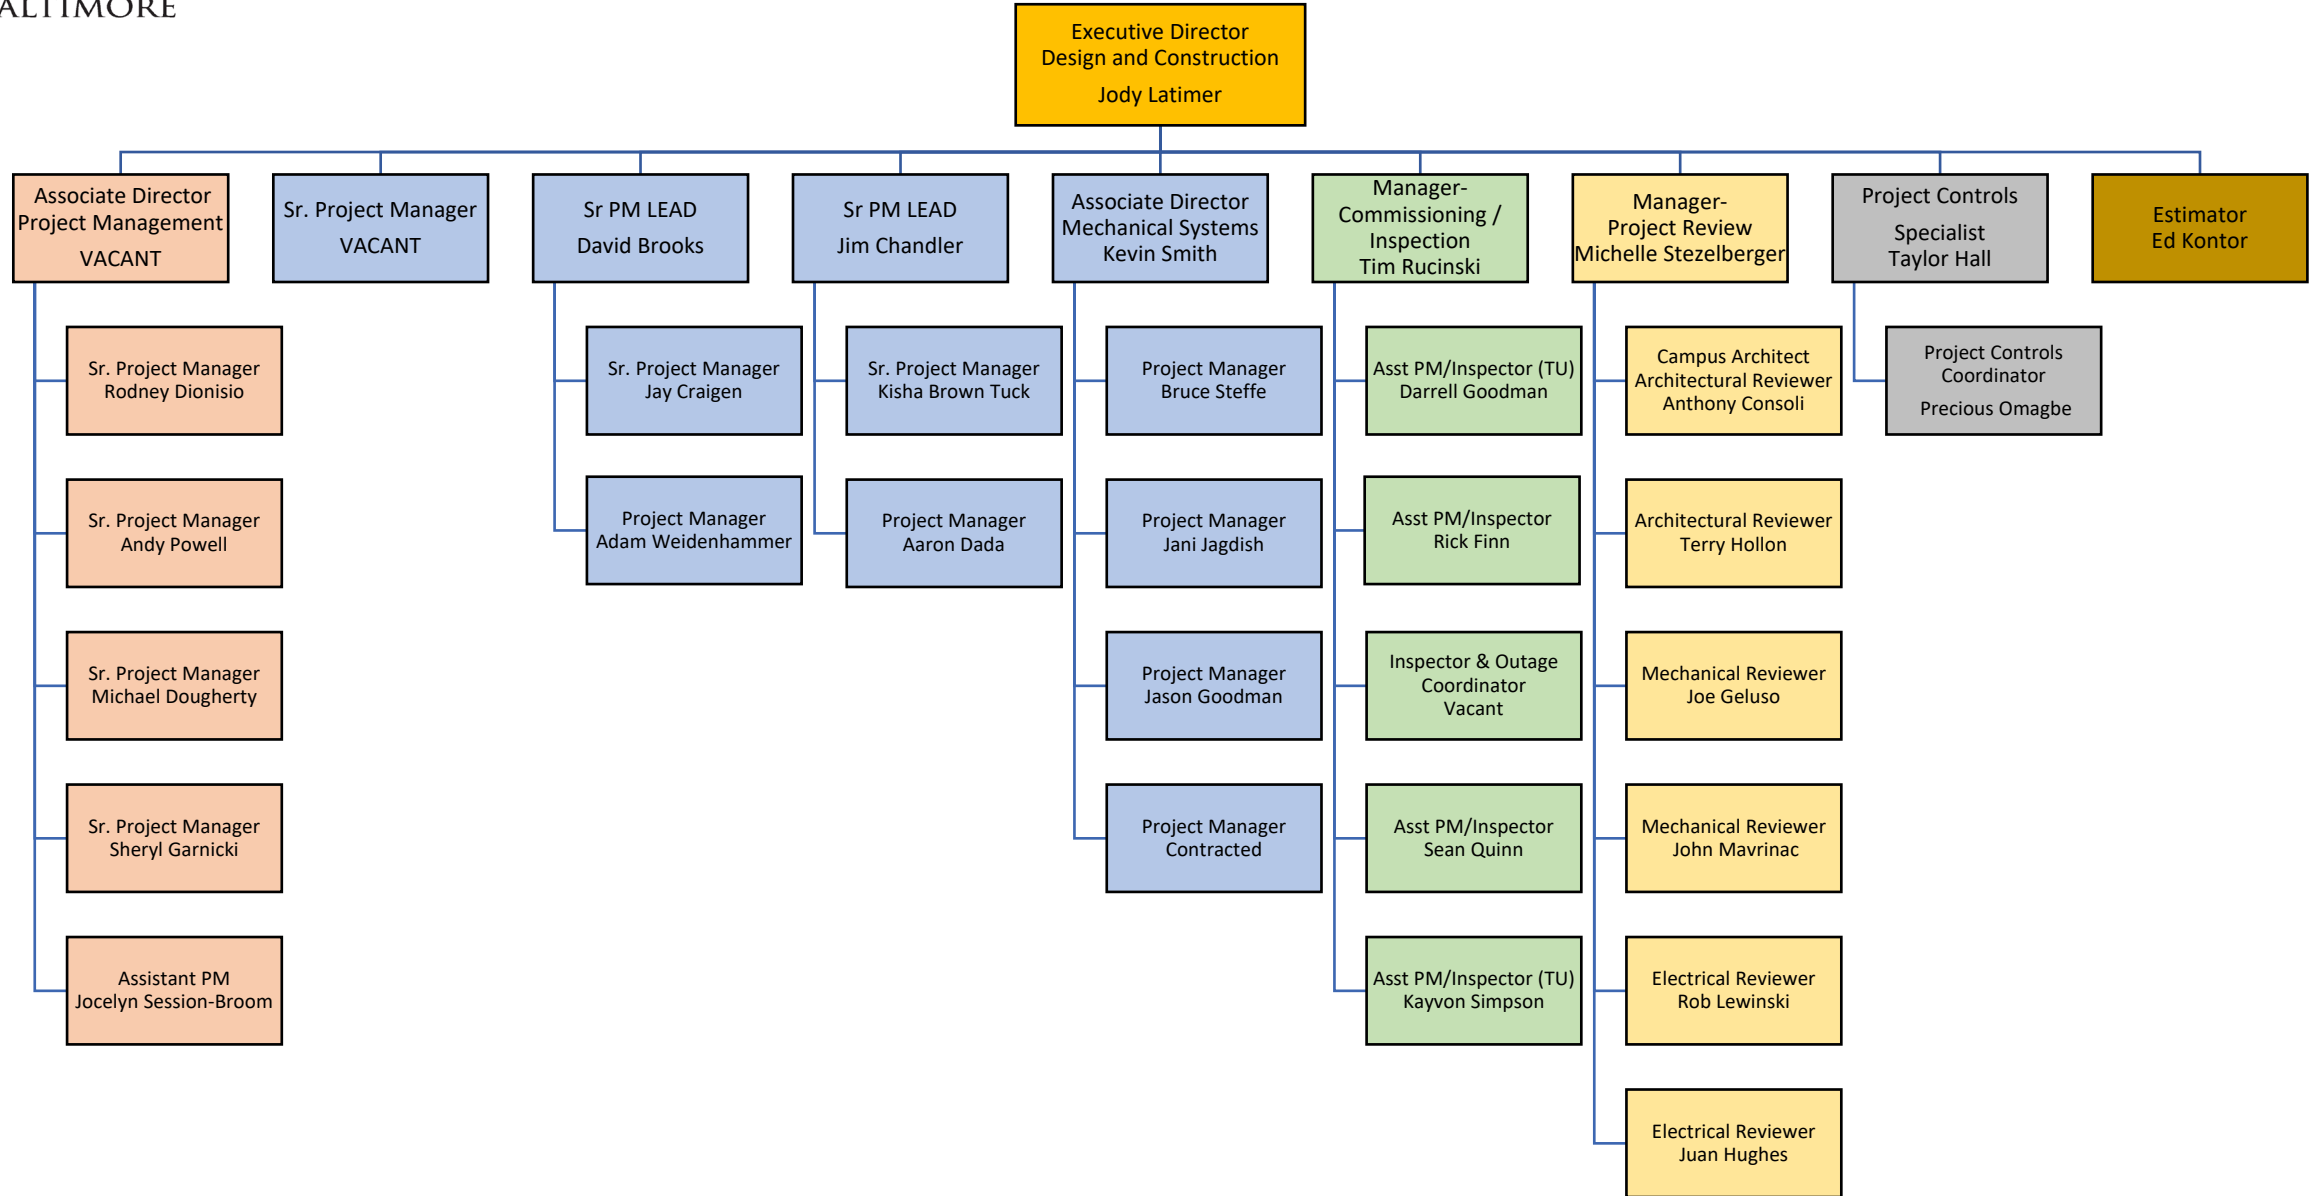 ALTIMORE
Executive Director
Design and Construction
Jody Latimer
Associate Director
Project Management
VACANT
Sr. Project Manager
VACANT
Sr PM LEAD
David Brooks
Sr PM LEAD
Jim Chandler
Associate Director
Mechanical Systems
Kevin Smith
Manager-
Commissioning /
Inspection
Tim Rucinski
Manager-
Project Review
Michelle Stezelberger
Project Controls
Specialist
Taylor Hall
Estimator
Ed Kontor
Sr. Project Manager
Rodney Dionisio
Sr. Project Manager
Jay Craigen
Sr. Project Manager
Kisha Brown Tuck
Project Manager
Bruce Steffe
Asst PM/Inspector (TU)
Darrell Goodman
Campus Architect
Architectural Reviewer
Anthony Consoli
Project Controls
Coordinator
Precious Omagbe
Sr. Project Manager
Andy Powell
Project Manager
Adam Weidenhammer
Project Manager
Aaron Dada
Project Manager
Jani Jagdish
Asst PM/Inspector
Rick Finn
Architectural Reviewer
Terry Hollon
Sr. Project Manager
Michael Dougherty
Project Manager
Jason Goodman
Inspector & Outage
Coordinator
Vacant
Mechanical Reviewer
Joe Geluso
Sr. Project Manager
Sheryl Garnicki
Project Manager
Contracted
Asst PM/Inspector
Sean Quinn
Mechanical Reviewer
John Mavrinac
Assistant PM
Jocelyn Session-Broom
Asst PM/Inspector (TU)
Kayvon Simpson
Electrical Reviewer
Rob Lewinski
Electrical Reviewer
Juan Hughes